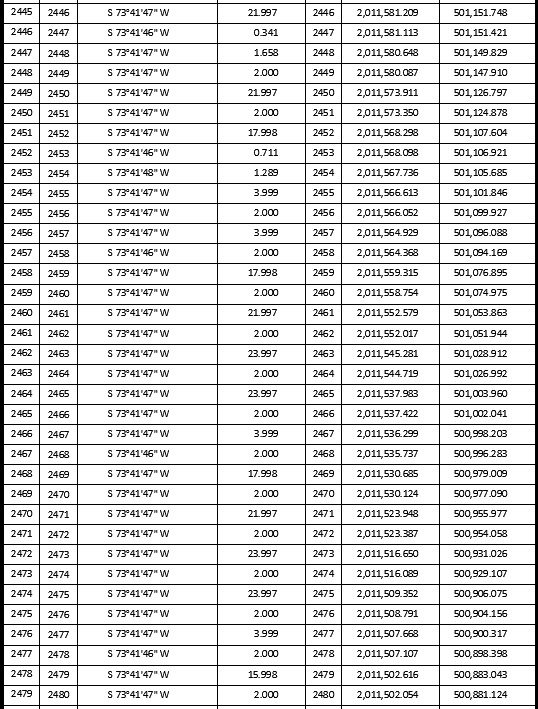 2445 2446 S 73°41'47" W 21.997 2446 2,011,581.209 501,151.748
2446 2447 S 73°41'46" W 0.341 2447 2,011,581.113 501,151.421
2447 2448 S 73°41'47" W 1.658 2448 2,011,580.648 501,149.829
2448 2449 S 73°41'47" W 2.000 2449 2,011,580.087 501,147.910
2449 2450 S 73°41'47" W 21.997 2450 2,011,573.911 501,126.797
2450 2451 S 73°41'47" W 2.000 2451 2,011,573.350 501,124.878
2451 2452 S 73°41'47" W 17.998 2452 2,011,568.298 501,107.604
2452 2453 S 73°41'46" W 0.711 2453 2,011,568.098 501,106.921
2453 2454 S 73°41'48" W 1.289 2454 2,011,567.736 501,105.685
2454 2455 S 73°41'47" W 3.999 2455 2,011,566.613 501,101.846
2455 2456 S 73°41'47" W 2.000 2456 2,011,566.052 501,099.927
2456 2457 S 73°41'47" W 3.999 2457 2,011,564.929 501,096.088
2457 2458 S 73°41'46" W 2.000 2458 2,011,564.368 501,094.169
2458 2459 S 73°41'47" W 17.998 2459 2,011,559.315 501,076.895
2459 2460 S 73°41'47" W 2.000 2460 2,011,558.754 501,074.975
2460 2461 S 73°41'47" W 21.997 2461 2,011,552.579 501,053.863
2461 2462 S 73°41'47" W 2.000 2462 2,011,552.017 501,051.944
2462 2463 S 73°41'47" W 23.997 2463 2,011,545.281 501,028.912
2463 2464 S 73°41'47" W 2.000 2464 2,011,544.719 501,026.992
2464 2465 S 73°41'47" W 23.997 2465 2,011,537.983 501,003.960
2465 2466 S 73°41'47" W 2.000 2466 2,011,537.422 501,002.041
2466 2467 S 73°41'47" W 3.999 2467 2,011,536.299 500,998.203
2467 2468 S 73°41'46" W 2.000 2468 2,011,535.737 500,996.283
2468 2469 S 73°41'47" W 17.998 2469 2,011,530.685 500,979.009
2469 2470 S 73°41'47" W 2.000 2470 2,011,530.124 500,977.090
2470 2471 S 73°41'47" W 21.997 2471 2,011,523.948 500,955.977
2471 2472 S 73°41'47" W 2.000 2472 2,011,523.387 500,954.058
2472 2473 S 73°41'47" W 23.997 2473 2,011,516.650 500,931.026
2473 2474 S 73°41'47" W 2.000 2474 2,011,516.089 500,929.107
2474 2475 S 73°41'47" W 23.997 2475 2,011,509.352 500,906.075
2475 2476 S 73°41'47" W 2.000 2476 2,011,508.791 500,904.156
2476 2477 S 73°41'47" W 3.999 2477 2,011,507.668 500,900.317
2477 2478 S 73°41'46" W 2.000 2478 2,011,507.107 500,898.398
2478 2479 S 73°41'47" W 15.998 2479 2,011,502.616 500,883.043
2479 2480 S 73°41'47" W 2.000 2480 2,011,502.054 500,881.124